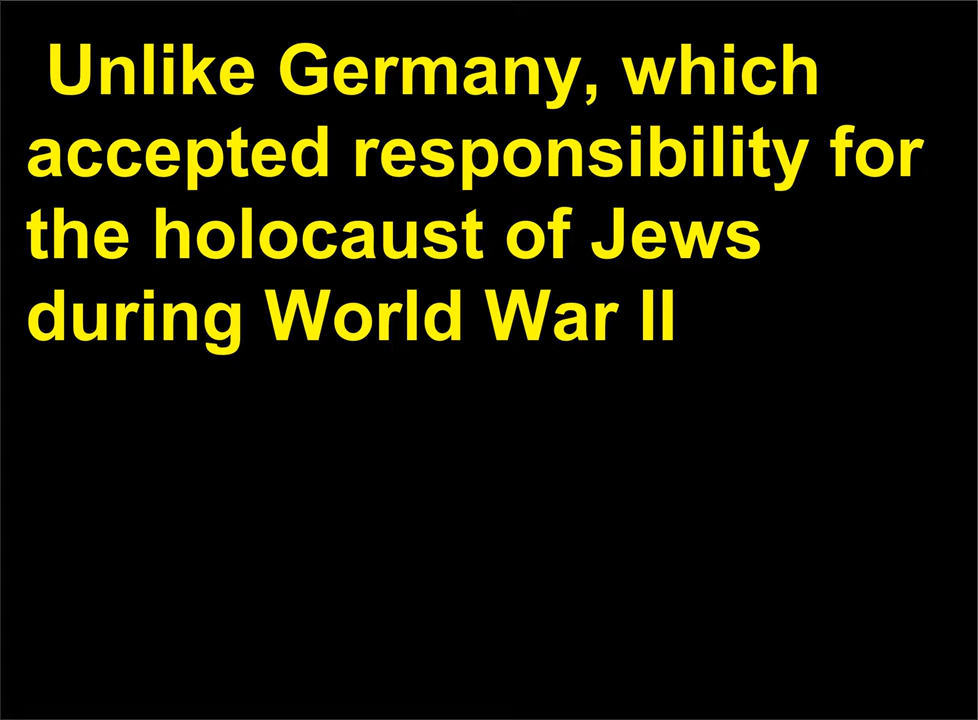 Unlike Germany, which
accepted responsibility for
the holocaust of Jews
during World War II